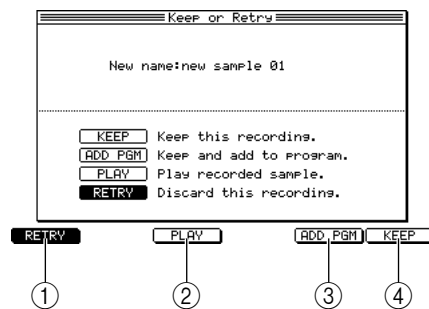 Keep or Retry
New name:new sample 01
KEEP Keep this recording.
ADD PGM Keep and add to program.
PLAY Play recorded sample.
RETRY Discard this recording.
RETRY PLAY ADD PGM KEEP
1 2 3 4